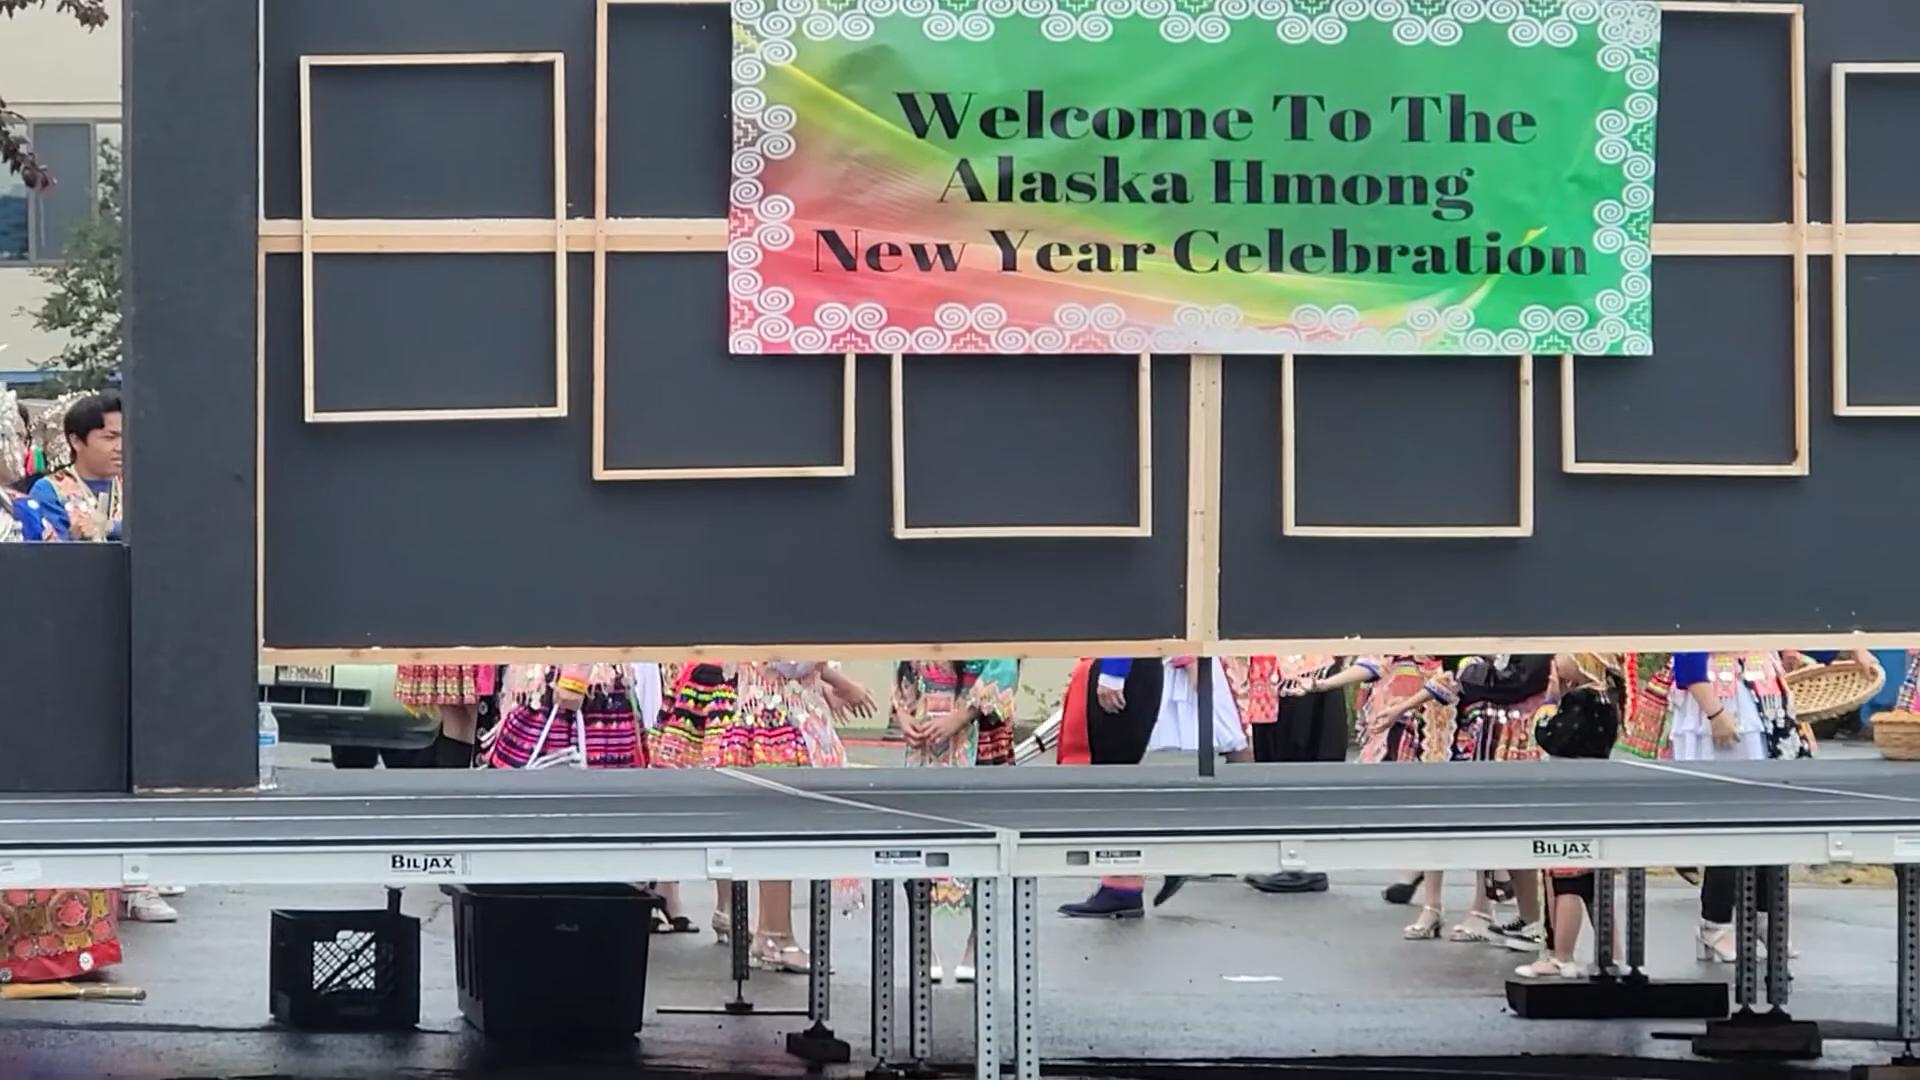 Welcome To The
Alaska Hmong
New Year Celebration
BILJAX
BILJAX